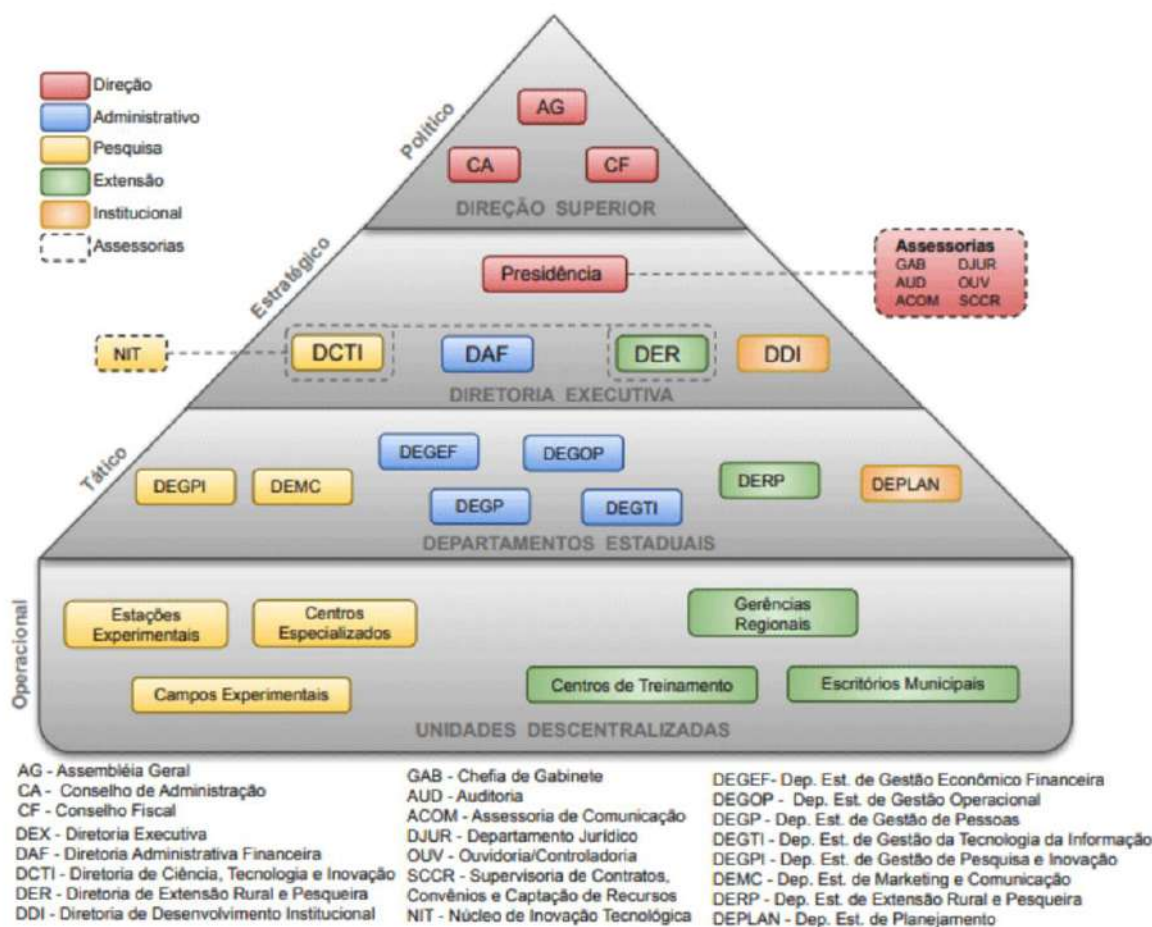 Direção
Administrativo
Pesquisa
Extensão
Institucional
Assessorias
Político
AG
CA
CF
DIREÇÃO SUPERIOR
Estratégico
Presidência
Assessorias
GAB DJUR
AUD OUV
ACOM SCCR
NIT
DCTI
DAF
DER
DDI
DIRETORIA EXECUTIVA
Tático
DEGEF
DEGOP
DEGPI
DEMC
DERP
DEPLAN
DEGP
DEGTI
DEPARTAMENTOS ESTADUAIS
Operacional
Estações
Experimentais
Centros
Especializados
Gerências
Regionais
Campos Experimentais
Centros de Treinamento
Escritórios Municipais
UNIDADES DESCENTRALIZADAS
AG - Assembléia Geral
CA - Conselho de Administração
CF - Conselho Fiscal
DEX - Diretoria Executiva
DAF - Diretoria Administrativa Financeira
DCTI - Diretoria de Ciência, Tecnologia e Inovação
DER - Diretoria de Extensão Rural e Pesqueira
DDI - Diretoria de Desenvolvimento Institucional
GAB - Chefia de Gabinete
AUD - Auditoria
ACOM - Assessoria de Comunicação
DJUR - Departamento Jurídico
OUV - Ouvidoria/Controladoria
SCCR - Supervisoria de Contratos,
Convênios e Captação de Recursos
NIT - Núcleo de Inovação Tecnológica
DEGEF- Dep. Est. de Gestão Econômico Financeira
DEGOP - Dep. Est. de Gestão Operacional
DEGP - Dep. Est. de Gestão de Pessoas
DEGTI - Dep. Est. de Gestão da Tecnologia da Informação
DEGPI - Dep. Est. de Gestão de Pesquisa e Inovação
DEMC - Dep. Est. de Marketing e Comunicação
DERP - Dep. Est. de Extensão Rural e Pesqueira
DEPLAN - Dep. Est. de Planejamento